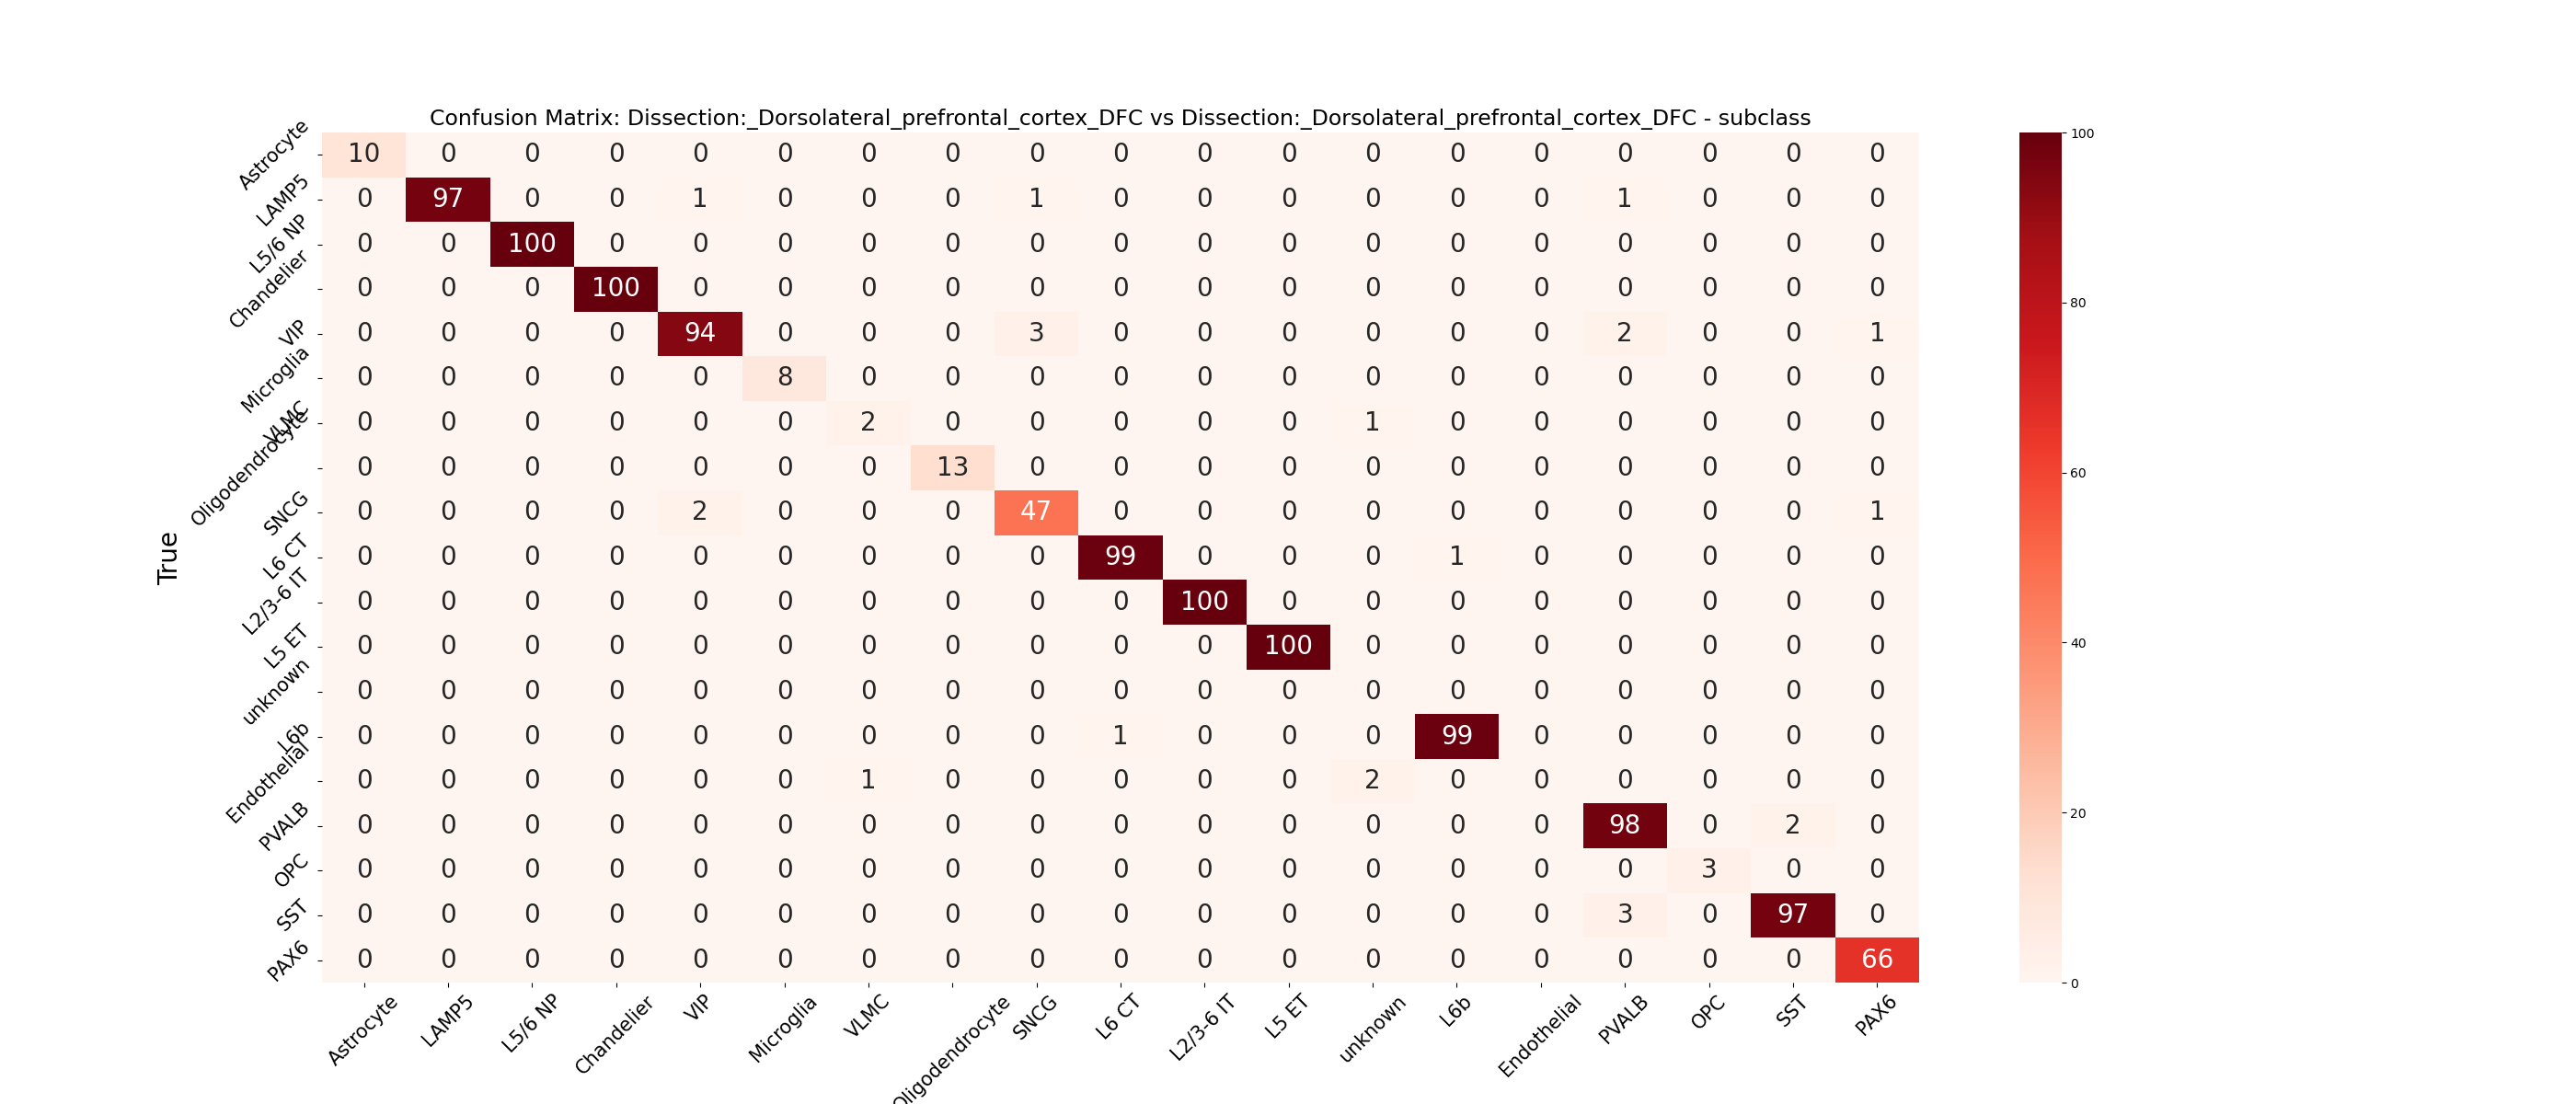 Confusion Matrix: Dissection:_Dorsolateral_prefrontal_cortex_DFC vs Dissection:_Dorsolateral_prefrontal_cortex_DFC - subclass
True
Astrocyte 10 0 0 0 0 0 0 0 0 0 0 0 0 0 0 0 0 0 0
LAMP5 0 97 0 0 1 0 0 0 1 0 0 0 0 0 0 1 0 0 0
L5/6 NP 0 0 100 0 0 0 0 0 0 0 0 0 0 0 0 0 0 0 0
Chandelier 0 0 0 100 0 0 0 0 0 0 0 0 0 0 0 0 0 0 0
VIP 0 0 0 0 94 0 0 0 3 0 0 0 0 0 0 2 0 0 1
Microglia 0 0 0 0 0 8 0 0 0 0 0 0 0 0 0 0 0 0 0
VLMC 0 0 0 0 0 0 2 0 0 0 0 0 1 0 0 0 0 0 0
Oligodendrocyte 0 0 0 0 0 0 0 13 0 0 0 0 0 0 0 0 0 0 0
SNCG 0 0 0 0 2 0 0 0 47 0 0 0 0 0 0 0 0 0 1
L6 CT 0 0 0 0 0 0 0 0 0 99 0 0 0 1 0 0 0 0 0
L2/3-6 IT 0 0 0 0 0 0 0 0 0 0 100 0 0 0 0 0 0 0 0
L5 ET 0 0 0 0 0 0 0 0 0 0 0 100 0 0 0 0 0 0 0
unknown 0 0 0 0 0 0 0 0 0 0 0 0 0 0 0 0 0 0 0
L6b 0 0 0 0 0 0 0 0 0 1 0 0 0 99 0 0 0 0 0
Endothelial 0 0 0 0 0 0 1 0 0 0 0 0 2 0 0 0 0 0 0
PVALB 0 0 0 0 0 0 0 0 0 0 0 0 0 0 0 98 0 2 0
OPC 0 0 0 0 0 0 0 0 0 0 0 0 0 0 0 0 3 0 0
SST 0 0 0 0 0 0 0 0 0 0 0 0 0 0 0 3 0 97 0
PAX6 0 0 0 0 0 0 0 0 0 0 0 0 0 0 0 0 0 0 66
Astrocyte LAMP5 L5/6 NP Chandelier VIP Microglia VLMC Oligodendrocyte SNCG L6 CT L2/3-6 IT L5 ET unknown L6b Endothelial PVALB OPC SST PAX6
100
80
60
40
20
0